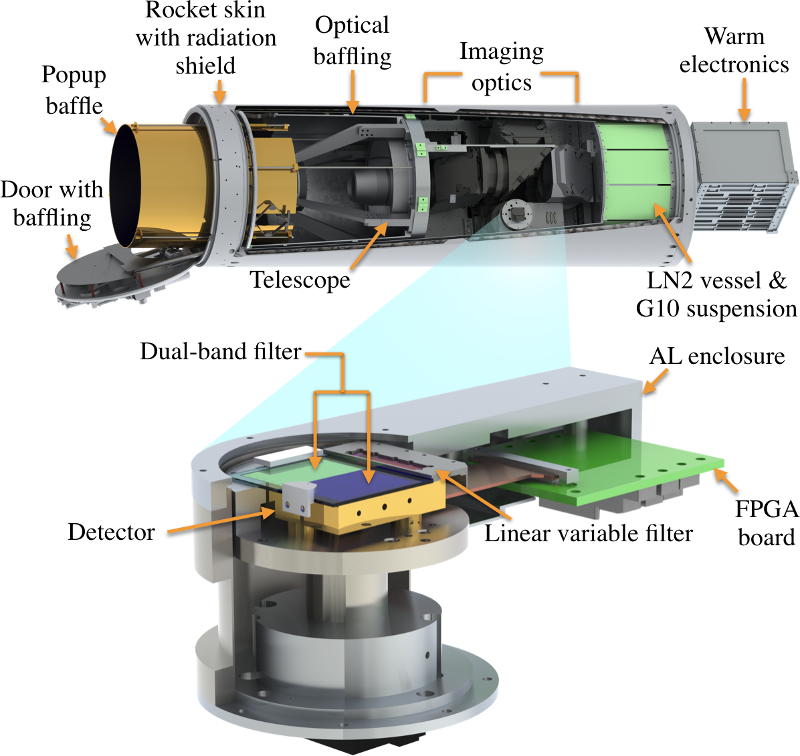 Rocket skin
with radiation
shield
Optical
baffling
Imaging
optics
Warm
electronics
Popup
baffle
Door with
baffling
Telescope
LN2 vessel &
G10 suspension
Dual-band filter
AL enclosure
Detector
Linear variable filter
FPGA
board